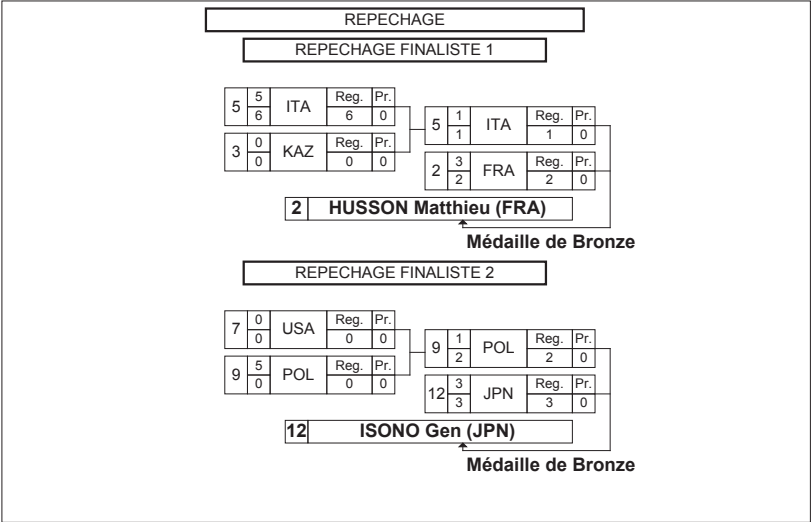 REPECHAGE
REPECHAGE FINALISTE 1
5 5 ITA Reg. Pr.
6 6 0
3 0 KAZ Reg. Pr.
0 0 0
5 1 ITA Reg. Pr.
1 1 0
2 3 FRA Reg. Pr.
2 2 0
2 HUSSON Matthieu (FRA)
Médaille de Bronze
REPECHAGE FINALISTE 2
7 0 USA Reg. Pr.
0 0 0
9 5 POL Reg. Pr.
0 0 0
9 1 POL Reg. Pr.
2 2 0
12 3 JPN Reg. Pr.
3 3 0
12 ISONO Gen (JPN)
Médaille de Bronze